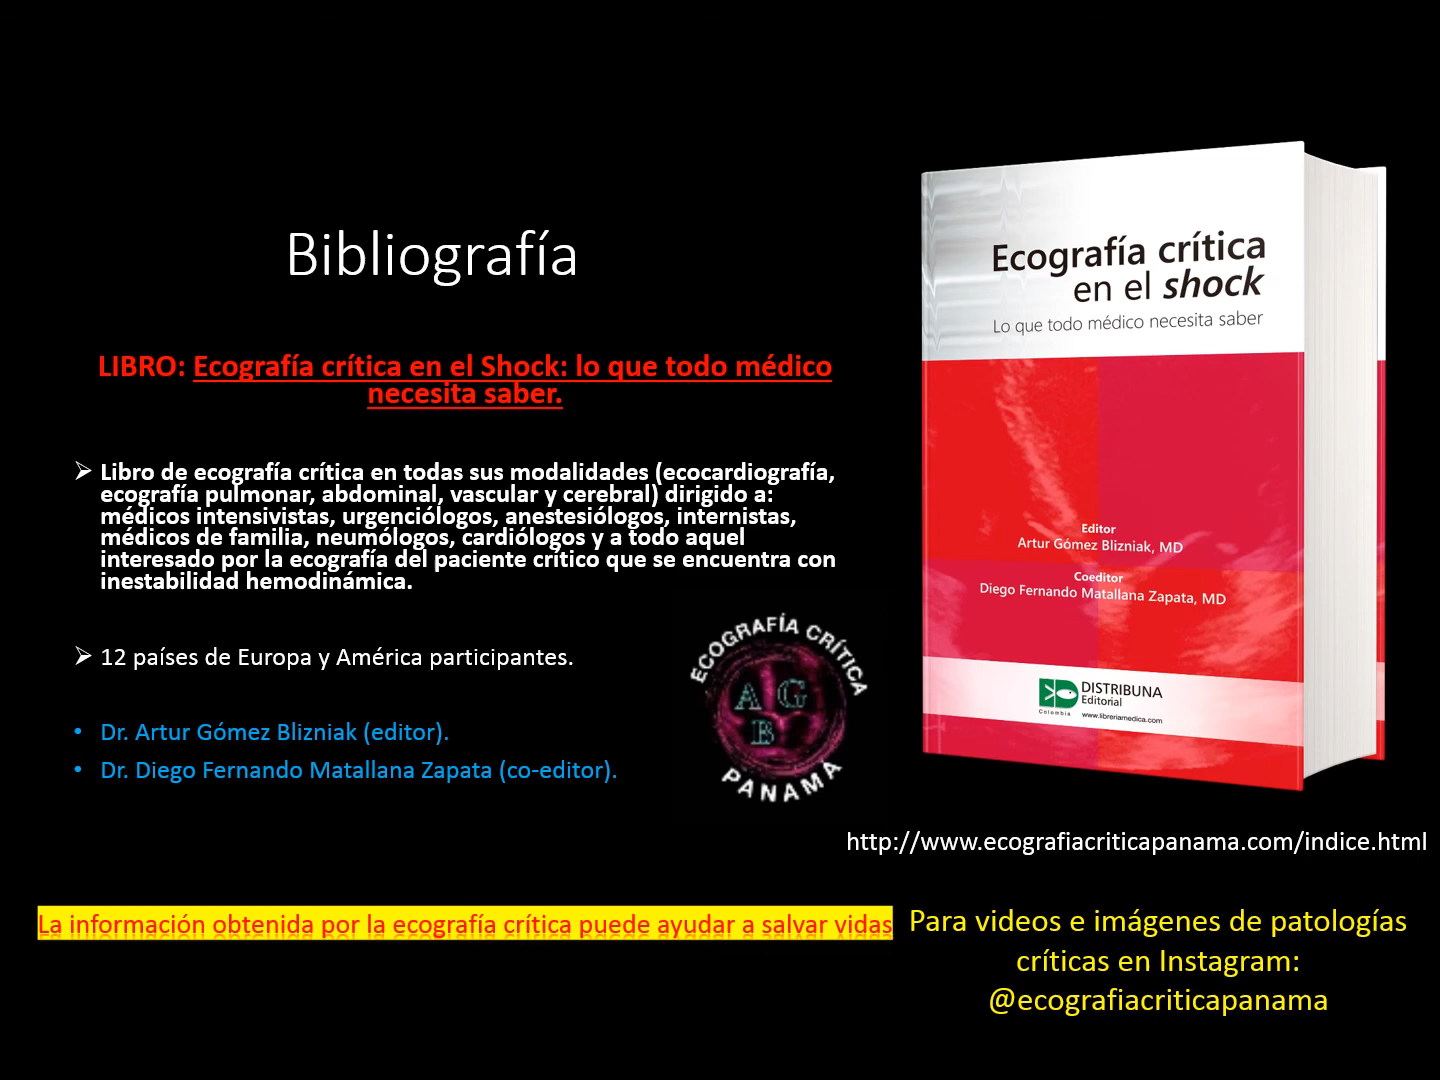 Bibliografía
LIBRO: Ecografía crítica en el Shock: lo que todo médico
necesita saber.
➢ Libro de ecografía crítica en todas sus modalidades (ecocardiografía,
ecografía pulmonar, abdominal, vascular y cerebral) dirigido a:
médicos intensivistas, urgenciólogos, anestesiólogos, internistas,
médicos de familia, neumólogos, cardiólogos y a todo aquel
interesado por la ecografía del paciente crítico que se encuentra con
inestabilidad hemodinámica.
➢ 12 países de Europa y América participantes.
• Dr. Artur Gómez Blizniak (editor).
• Dr. Diego Fernando Matallana Zapata (co-editor).
ECOGRAFÍA CRÍTICA
A G
B
PANAMÁ
Ecografía crítica
en el shock
Lo que todo médico necesita saber
Editor
Artur Gómez Blizniak, MD
Coeditor
Diego Fernando Matallana Zapata, MD
DISTRIBUNA
Editorial
Colombia www.libreriamedica.com
http://www.ecografiacriticapanama.com/indice.html
La información obtenida por la ecografía crítica puede ayudar a salvar vidas
Para videos e imágenes de patologías
críticas en Instagram:
@ecografiacriticapanama